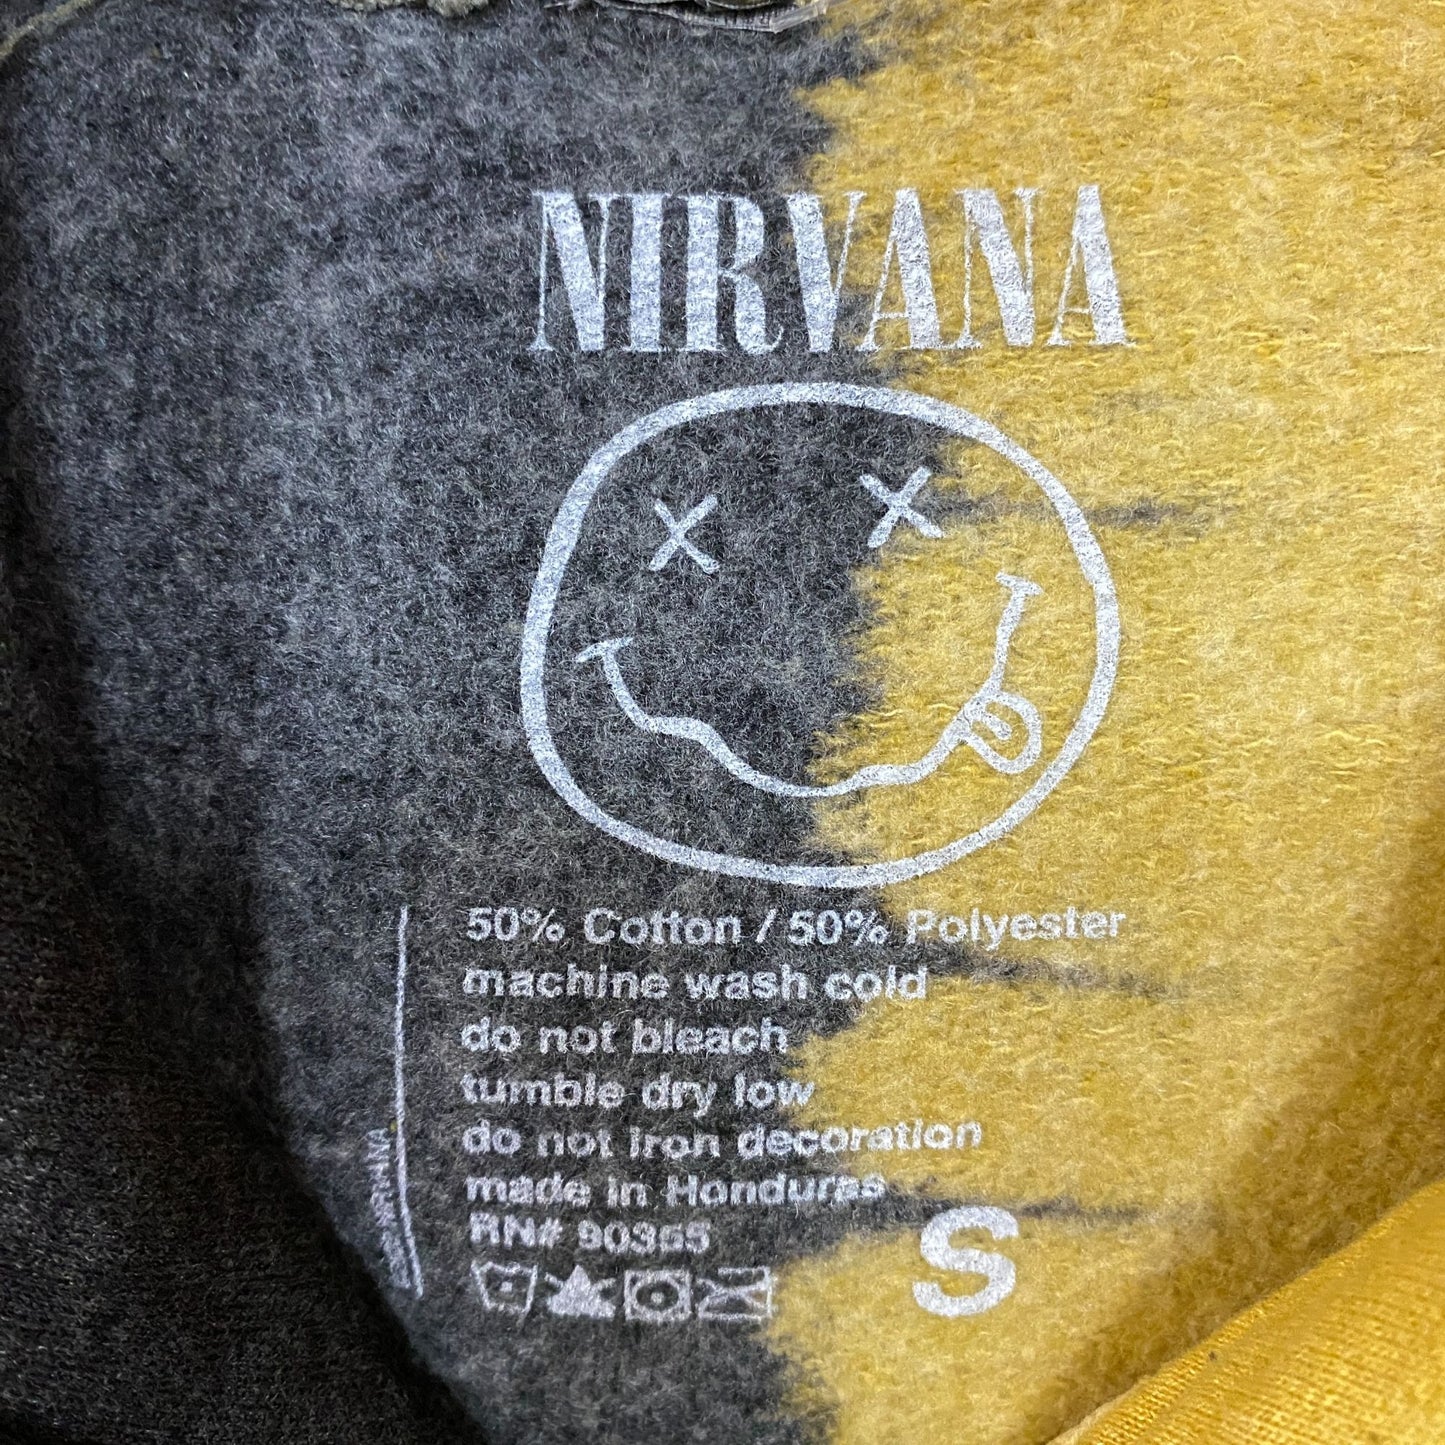 NIRVANA
50% Cotton / 50% Polyester
machine wash cold
do not bleach
tumble dry low
do not iron decoration
made in Honduras
RN# 90355
S